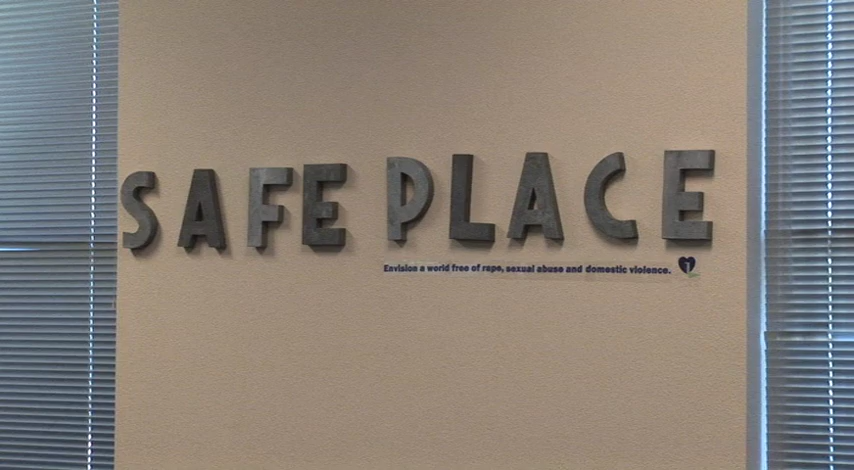 SAFE PLACE
Envision a world free of rape, sexual abuse and domestic violence.